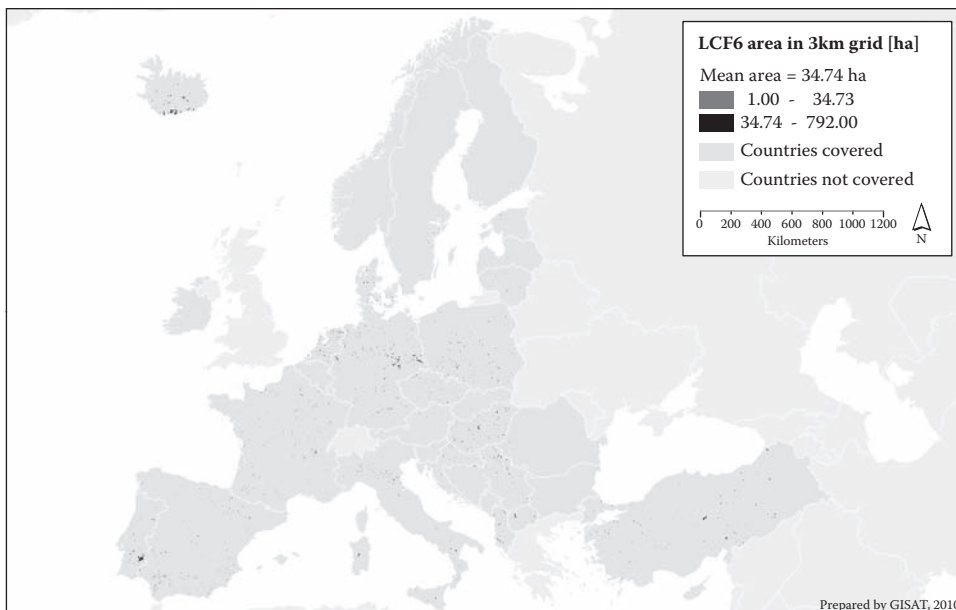 LCF6 area in 3km grid [ha]
Mean area = 34.74 ha
1.00 - 34.73
34.74 - 792.00
Countries covered
Countries not covered
0 200 400 600 800 1000 1200
Kilometers
N
Prepared by GISAT, 2010